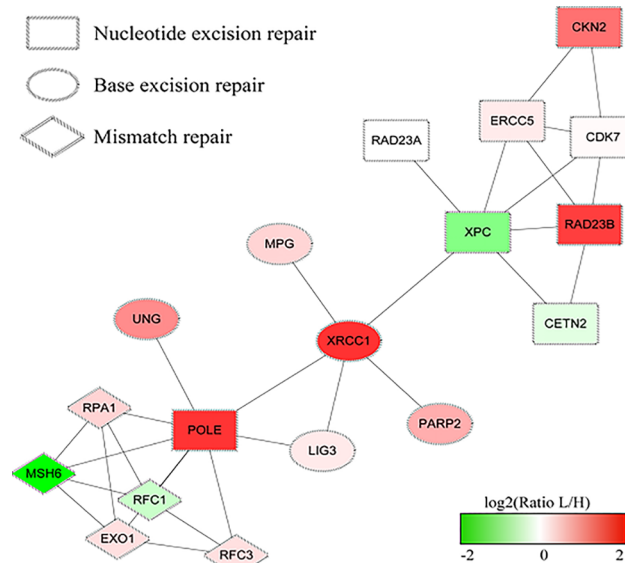 Nucleotide excision repair
Base excision repair
Mismatch repair
CKN2
ERCC5
CDK7
RAD23A
XPC
RAD23B
MPG
CETN2
UNG
XRCC1
RPA1
POLE
PARP2
LIG3
MSH6
RFC1
EXO1
RFC3
log2(Ratio L/H)
-2 0 2